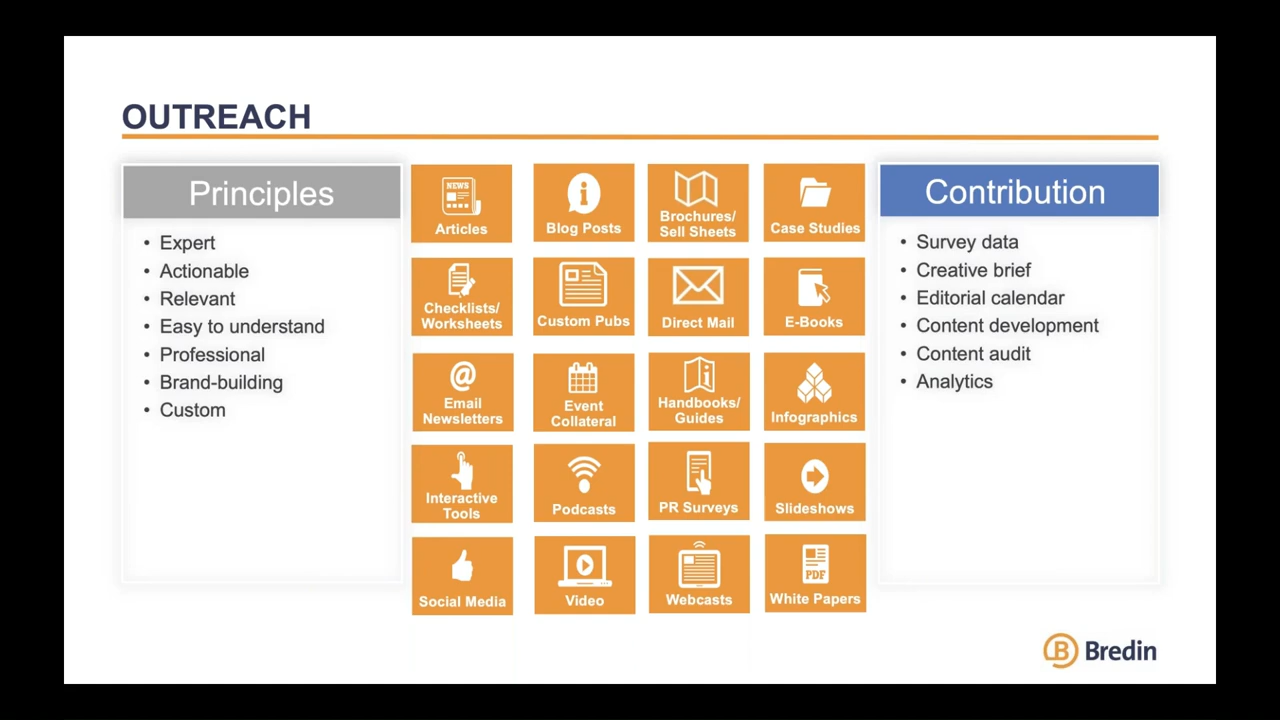 OUTREACH
Principles
• Expert
• Actionable
• Relevant
• Easy to understand
• Professional
• Brand-building
• Custom
NEWS
Articles
Blog Posts
Brochures/
Sell Sheets
Case Studies
Checklists/
Worksheets
Custom Pubs
Direct Mail
E-Books
@
Email
Newsletters
Event
Collateral
Handbooks/
Guides
Infographics
Interactive
Tools
Podcasts
PR Surveys
Slideshows
Social Media
Video
Webcasts
PDF
White Papers
Contribution
• Survey data
• Creative brief
• Editorial calendar
• Content development
• Content audit
• Analytics
B Bredin